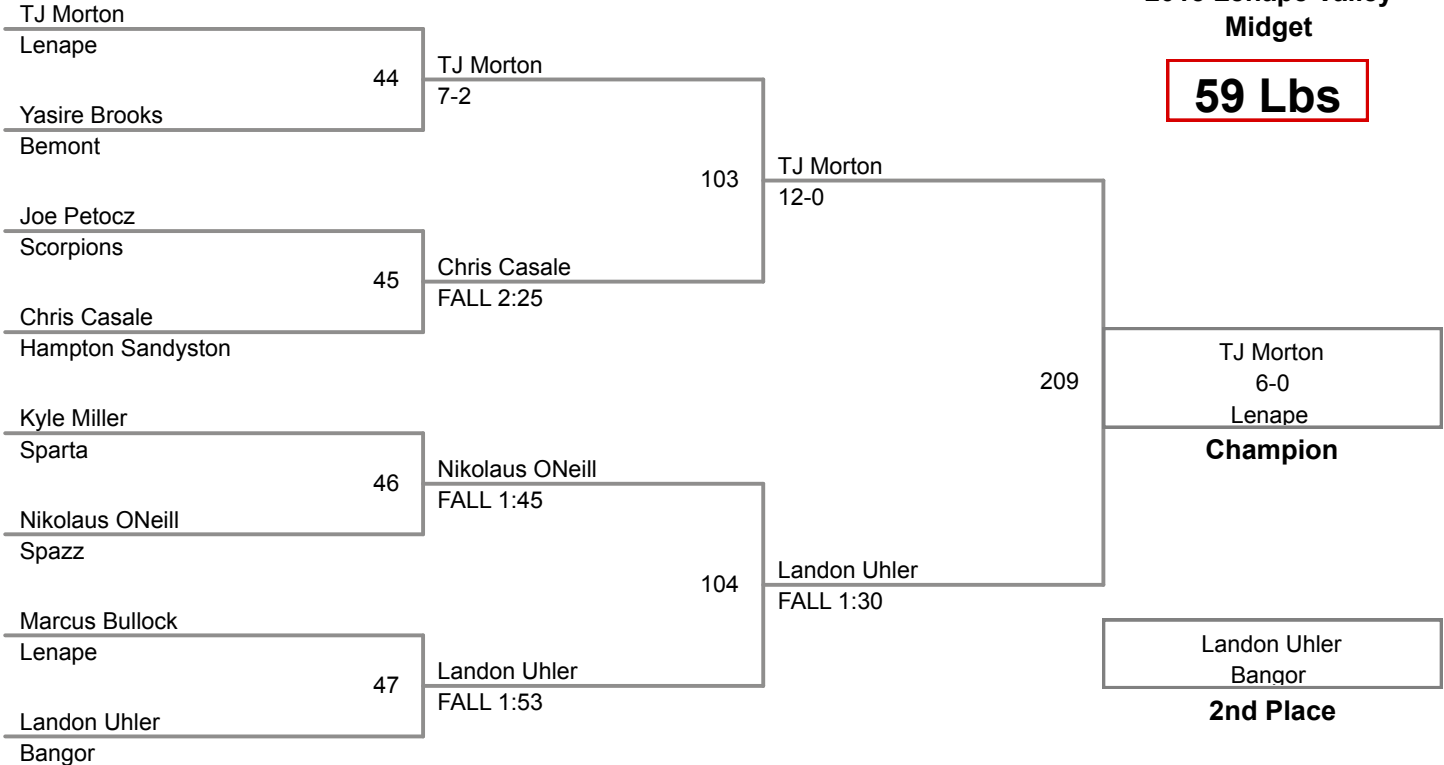 TJ Morton
Lenape
44
Yasire Brooks
Bemont
TJ Morton
7-2
Joe Petocz
Scorpions
45
Chris Casale
Hampton Sandyston
Chris Casale
FALL 2:25
103
TJ Morton
12-0
Kyle Miller
Sparta
46
Nikolaus ONeill
Spazz
Nikolaus ONeill
FALL 1:45
Marcus Bullock
Lenape
47
Landon Uhler
Bangor
Landon Uhler
FALL 1:53
104
Landon Uhler
FALL 1:30
209
Midget
59 Lbs
TJ Morton
6-0
Lenape
Champion
Landon Uhler
Bangor
2nd Place